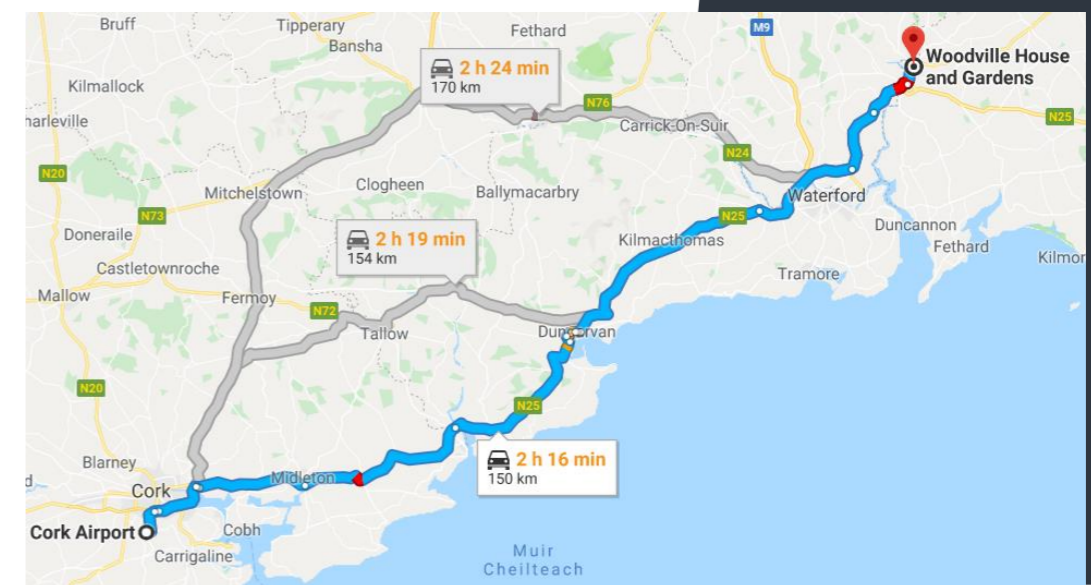 Bruff
Tipperary
Bansha
Fethard
M9
Woodville House
and Gardens
2 h 24 min
170 km
Kilmallock
N76
N25
Carrick-On-Suir
N24
N20
Mitchelstown
Clogheen
Ballymacarbry
Waterford
N73
N25
Duncannon
Doneraile
2 h 19 min
154 km
Kilmacthomas
Fethard
Castletownroche
Tramore
Mallow
Fermoy
N72
Tallow
N20
N25
Blarney
2 h 16 min
150 km
Midleton
Cork
Cork Airport
Cobh
Carrigaline
Muir
Cheilteach